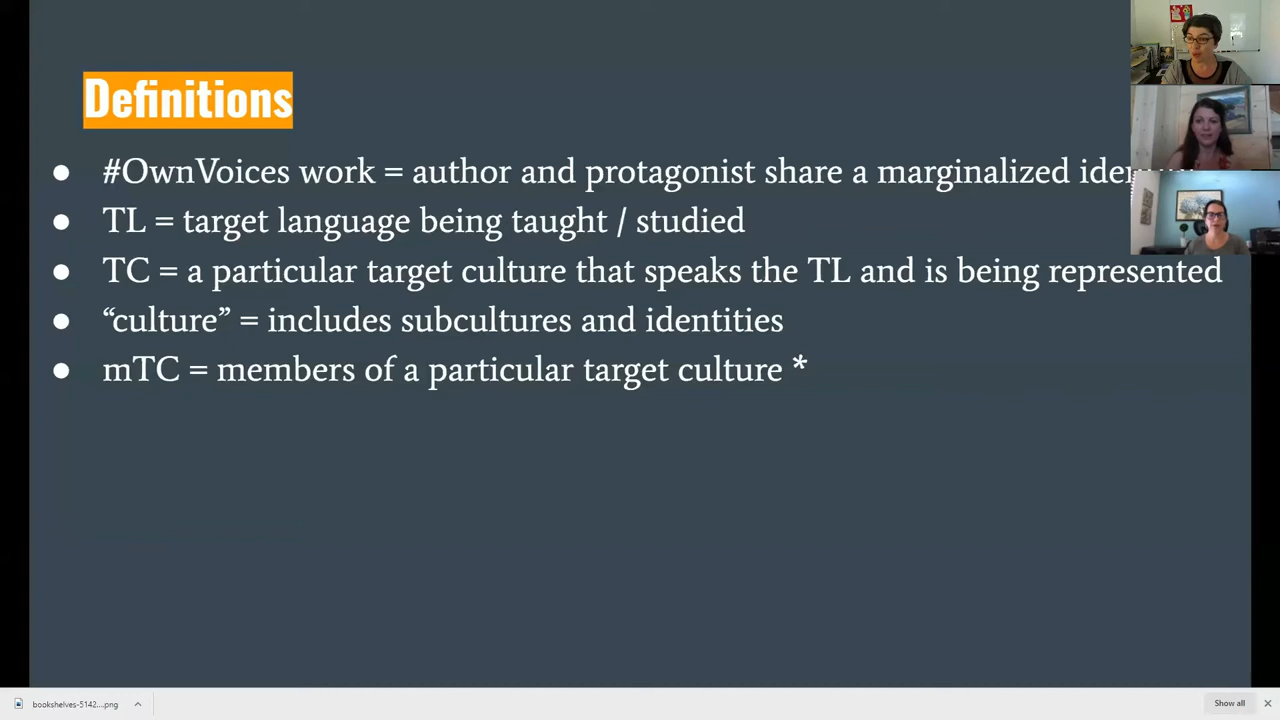 Definitions
● #OwnVoices work = author and protagonist share a marginalized
● TL = target language being taught / studied
● TC = a particular target culture that speaks the TL and is being represented
● “culture” = includes subcultures and identities
● mTC = members of a particular target culture *
bookshelves-5142....png
Show all